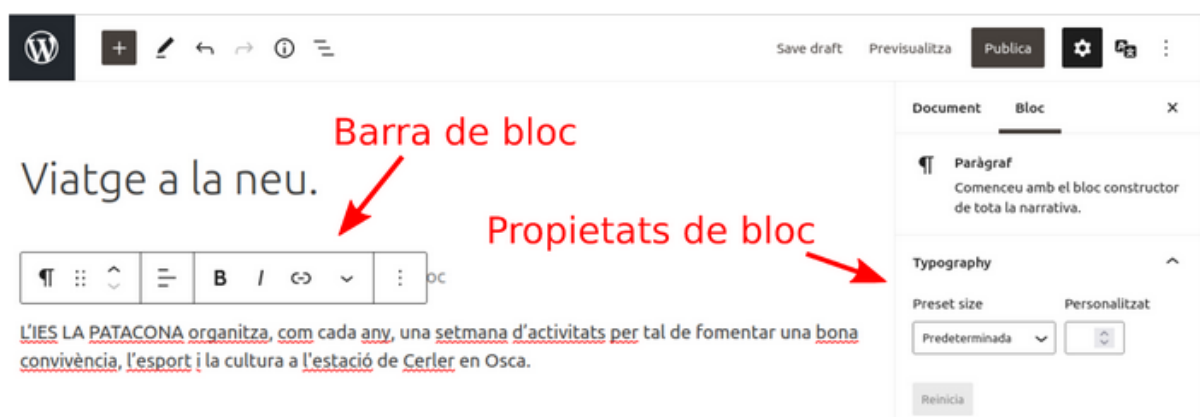 Save draft Previsualitza Publica
Document Bloc
Barra de bloc
Viatge a la neu.
Paràgraf
Comenceu amb el bloc constructor
de tota la narrativa.
Propietats de bloc
Typography
B I oc
Preset size Personalitzat
Predeterminada
L'IES LA PATACONA organitza, com cada any, una setmana d'activitats per tal de fomentar una bona
convivència, l'esport i la cultura a l'estació de Cerler en Osca.
Reinicia